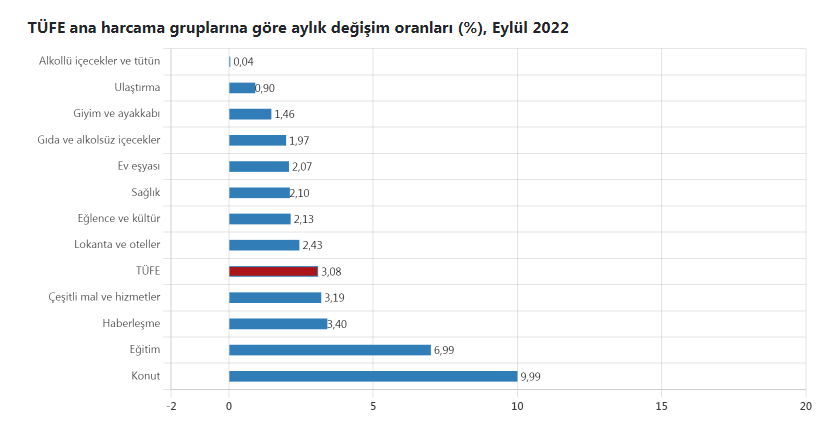 TÜFE ana harcama gruplarına göre aylık değişim oranları (%), Eylül 2022
Alkollü içecekler ve tütün 0,04
Ulaştırma 0,90
Giyim ve ayakkabı 1,46
Gıda ve alkolsüz içecekler 1,97
Ev eşyası 2,07
Sağlık 2,10
Eğlence ve kültür 2,13
Lokanta ve oteller 2,43
TÜFE 3,08
Çeşitli mal ve hizmetler 3,19
Haberleşme 3,40
Eğitim 6,99
Konut 9,99
-2 0 5 10 15 20